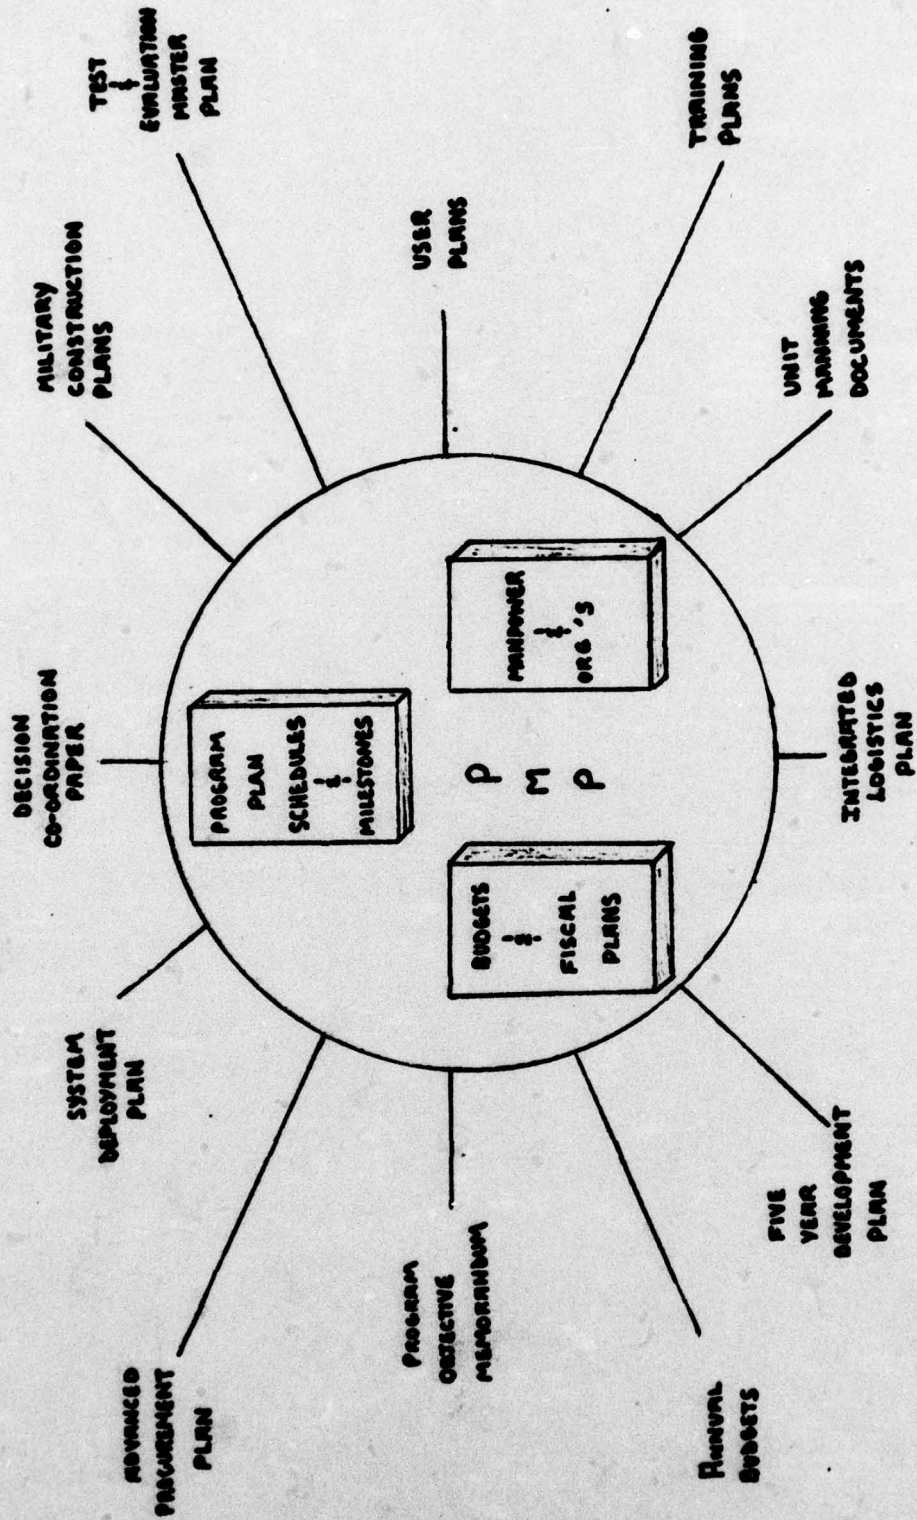 DECISION
CO-ORDINATION
PAPER
MILITARY
CONSTRUCTION
PLANS
SYSTEM
DEPLOYMENT
PLAN
TEST
&
EVALUATION
MASTER
PLAN
ADVANCED
PROCUREMENT
PLAN
PROGRAM
PLAN
SCHEDULES
&
MILESTONES
PROGRAM
OBJECTIVE
MEMORANDUM
BUDGETS
&
FISCAL
PLANS
P
M
P
MANPOWER
&
ORG'S
USER
PLANS
ANNUAL
BUDGETS
TRAINING
PLANS
FIVE
YEAR
DEVELOPMENT
PLAN
UNIT
MANNING
DOCUMENTS
INTEGRATED
LOGISTICS
PLAN